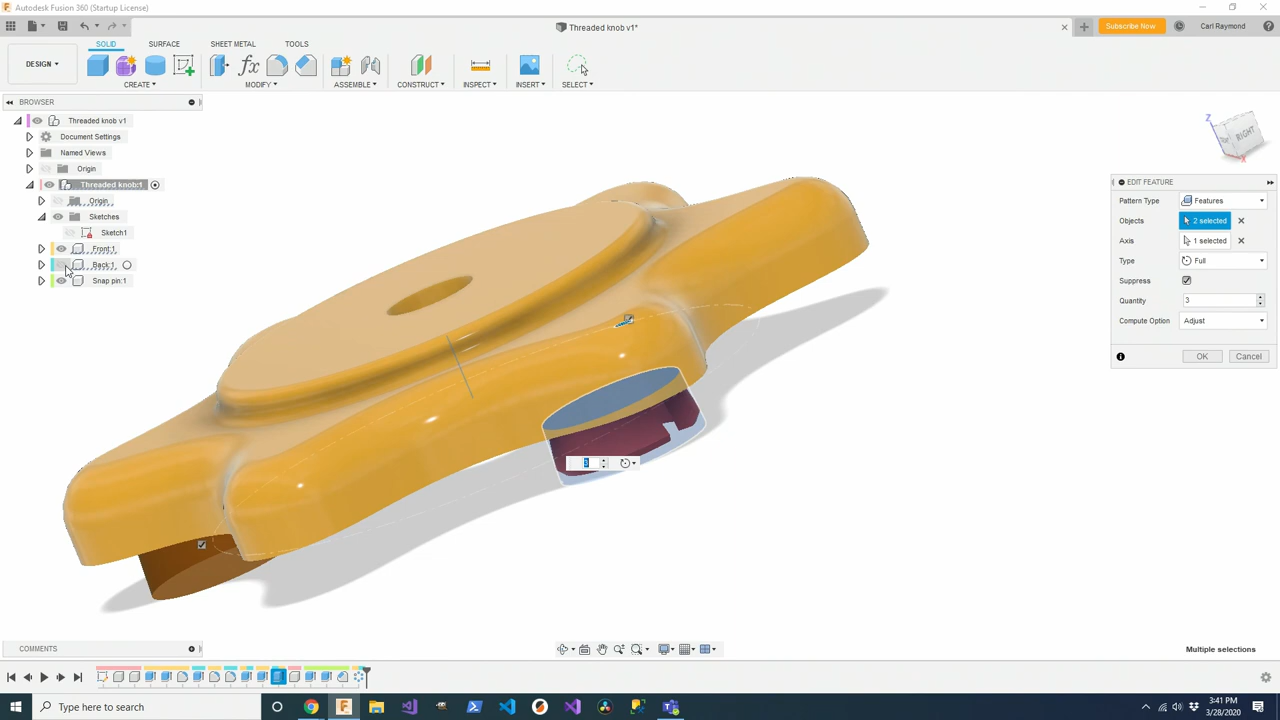 Autodesk Fusion 360 (Startup License)
Threaded knob v1*
Subscribe Now
Carl Raymond
DESIGN
SOLID
SURFACE
SHEET METAL
TOOLS
CREATE
MODIFY
ASSEMBLE
CONSTRUCT
INSPECT
INSERT
SELECT
BROWSER
Threaded knob v1
Document Settings
Named Views
Origin
Threaded knob:1
Origin
Sketches
Sketch1
Front:1
Back:1
Snap pin:1
Z
RIGHT
X
EDIT FEATURE
Pattern Type
Features
Objects
2 selected
Axis
1 selected
Type
Full
Suppress
Quantity
3
Compute Option
Adjust
OK
Cancel
3
COMMENTS
Multiple selections
Type here to search
3:41 PM
3/28/2020